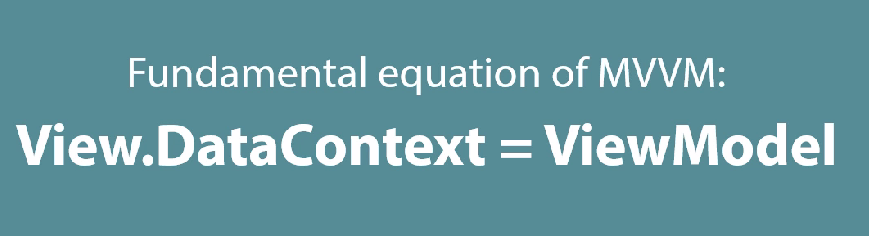 Fundamental equation of MVVM:
View.DataContext = ViewModel